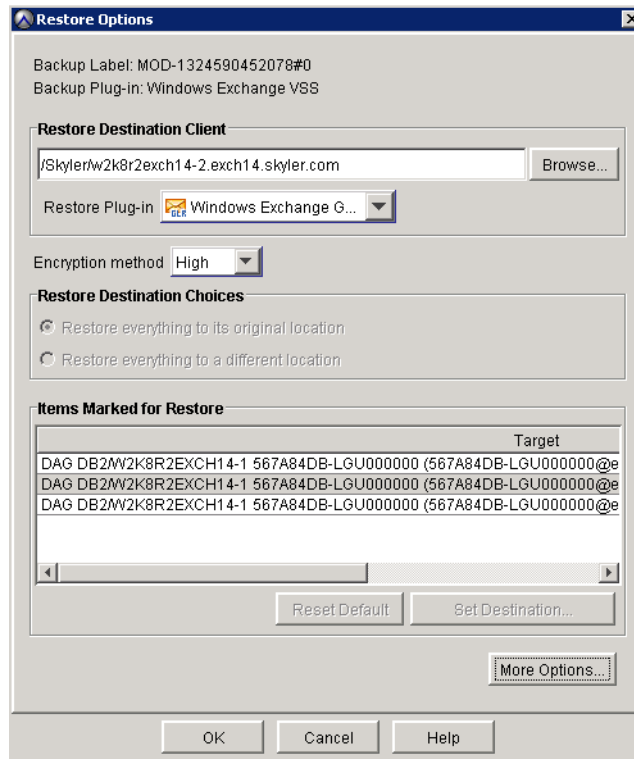 Restore Options
Backup Label: MOD-1324590452078#0
Backup Plug-in: Windows Exchange VSS
Restore Destination Client
/Skyler/w2k8r2exch14-2.exch14.skyler.com
Browse...
Restore Plug-in
GER
Windows Exchange G...
Encryption method High
Restore Destination Choices
Restore everything to its original location
Restore everything to a different location
Items Marked for Restore
Target
DAG DB2/W2K8R2EXCH14-1 567A84DB-LGU000000 (567A84DB-LGU000000@e
DAG DB2/W2K8R2EXCH14-1 567A84DB-LGU000000 (567A84DB-LGU000000@e
DAG DB2/W2K8R2EXCH14-1 567A84DB-LGU000000 (567A84DB-LGU000000@e
Reset Default Set Destination...
More Options...
OK Cancel Help